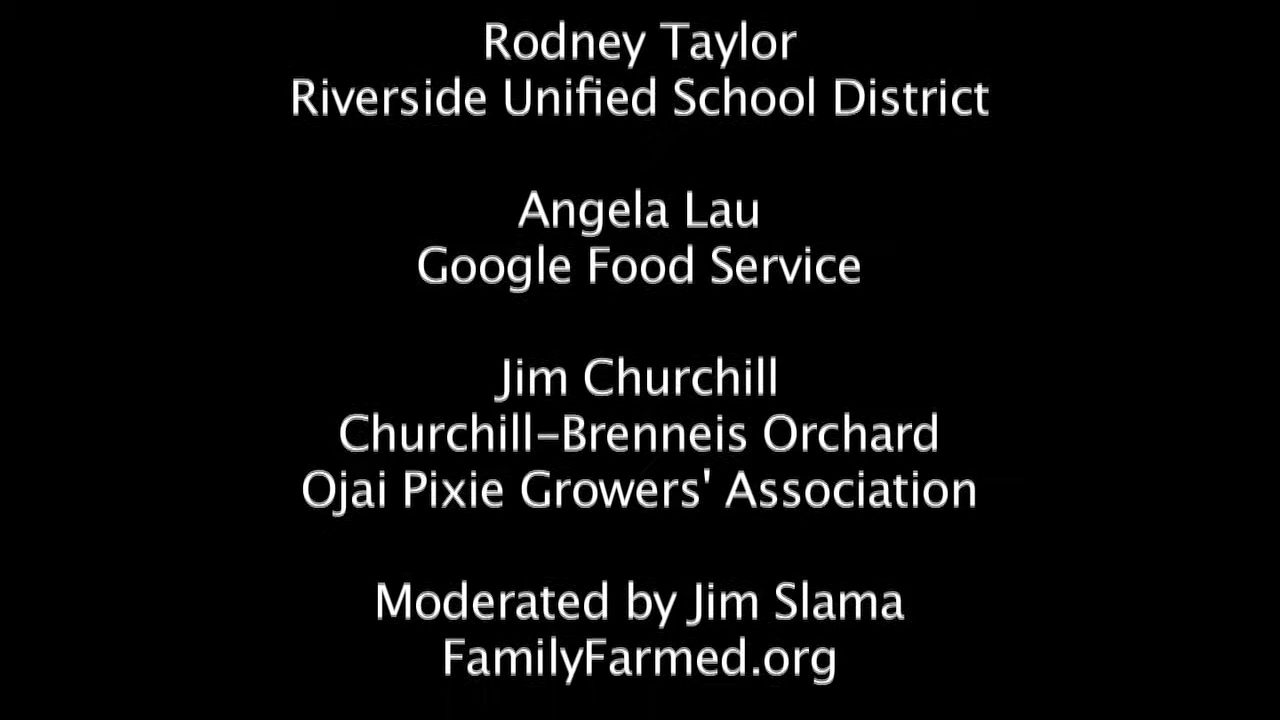 Rodney Taylor
Riverside Unified School District
Angela Lau
Google Food Service
Jim Churchill
Churchill-Brenneis Orchard
Ojai Pixie Growers' Association
Moderated by Jim Slama
FamilyFarmed.org